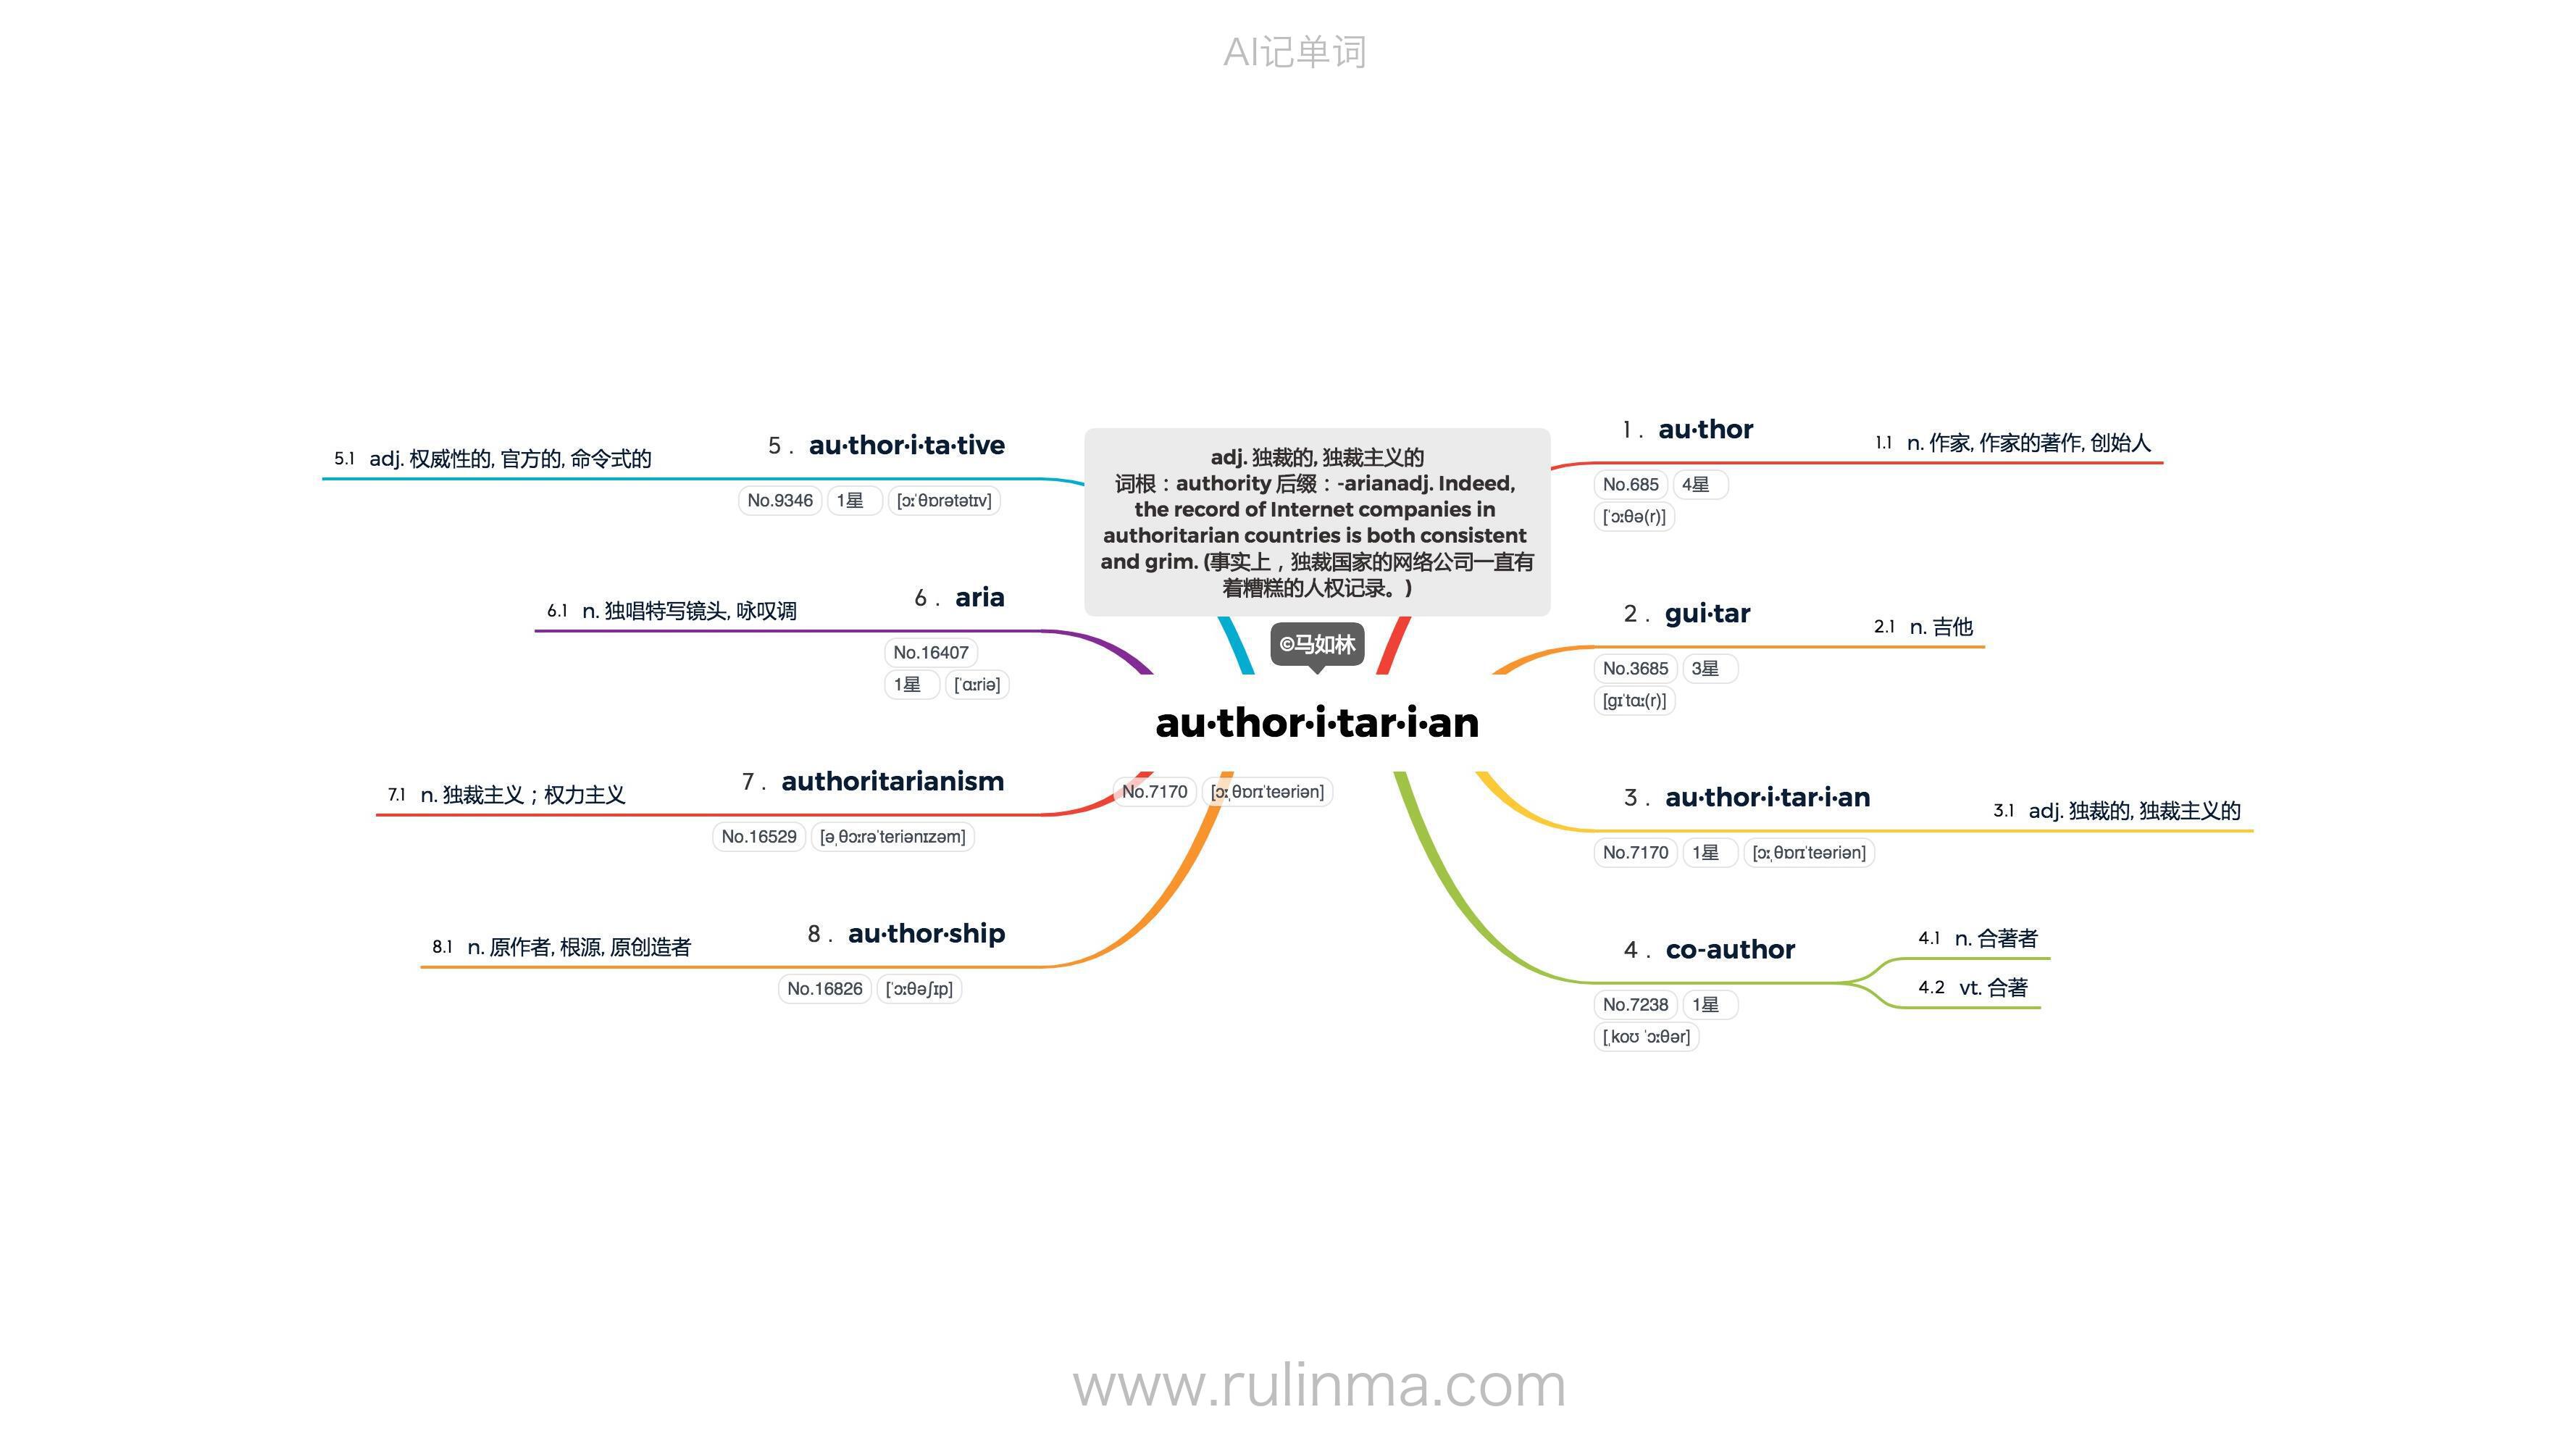 AI记单词
adj. 独裁的, 独裁主义的
词根：authority 后缀：-arianadj. Indeed,
the record of Internet companies in
authoritarian countries is both consistent
and grim. (事实上，独裁国家的网络公司一直有
着糟糕的人权记录。)
©马如林
au·thor·i·tar·i·an
No.7170 [ɔːˌθɒrɪˈteəriən]
1. au·thor
No.685 4星
[ˈɔːθə(r)]
1.1 n. 作家, 作家的著作, 创始人
2. gui·tar
No.3685 3星
[ɡɪˈtɑː(r)]
2.1 n. 吉他
3. au·thor·i·tar·i·an
No.7170 1星 [ɔːˌθɒrɪˈteəriən]
3.1 adj. 独裁的, 独裁主义的
4. co-author
No.7238 1星
[ˌkoʊ ˈɔːθər]
4.1 n. 合著者
4.2 vt. 合著
5. au·thor·i·ta·tive
No.9346 1星 [ɔːˈθɒrətətɪv]
5.1 adj. 权威性的, 官方的, 命令式的
6. aria
No.16407
1星 [ˈɑːriə]
6.1 n. 独唱特写镜头, 咏叹调
7. authoritarianism
No.16529 [əˌθɔːrəˈteriənɪzəm]
7.1 n. 独裁主义；权力主义
8. au·thor·ship
No.16826 [ˈɔːθəʃɪp]
8.1 n. 原作者, 根源, 原创造者
www.rulinma.com